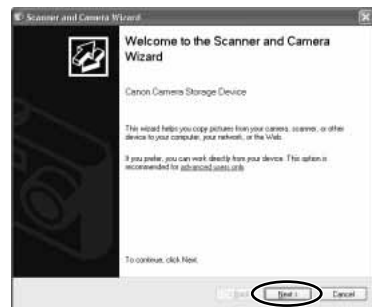 Scanner and Camera Wizard
Welcome to the Scanner and Camera
Wizard
Canon Camera Storage Device
This wizard helps you copy pictures from your camera, scanner, or other
device to your computer, your network, or the Web.
If you prefer, you can work directly from your device. This option is
recommended for advanced users only.
To continue, click Next.
< Back
Next >
Cancel